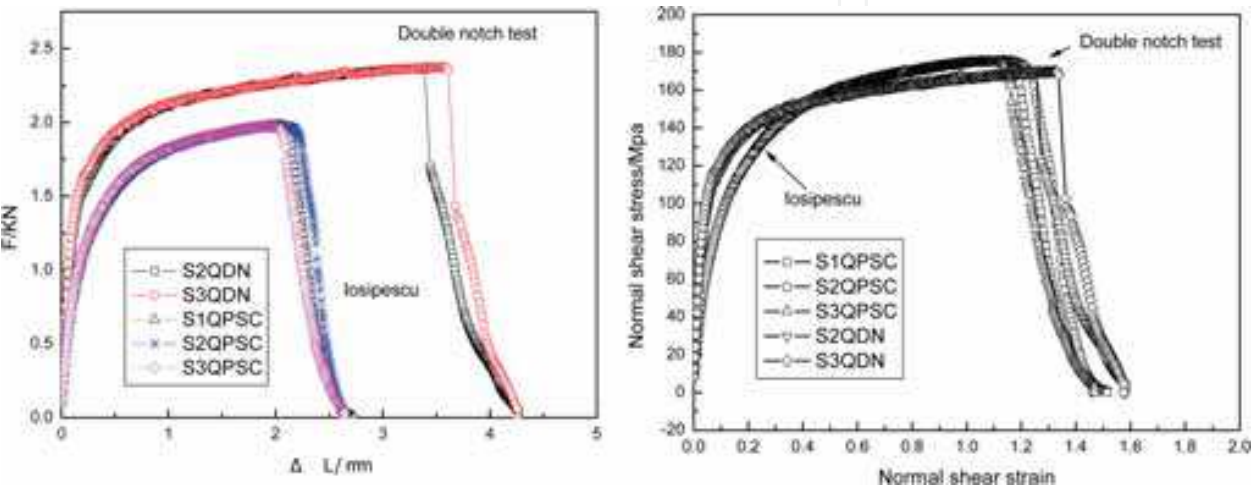 Double notch test
2.5
2.0
F/KN
1.5
1.0
0.5
0.0
S2QDN
S3QDN
S1QPSC
S2QPSC
S3QPSC
Iosipescu
0 1 2 3 4 5
Δ L/ mm
200
180
160
140
120
100
80
60
40
20
0
-20
Normal shear stress/Mpa
Double notch test
Iosipescu
S1QPSC
S2QPSC
S3QPSC
S2QDN
S3QDN
0.0 0.2 0.4 0.6 0.8 1.0 1.2 1.4 1.6 1.8 2.0
Normal shear strain